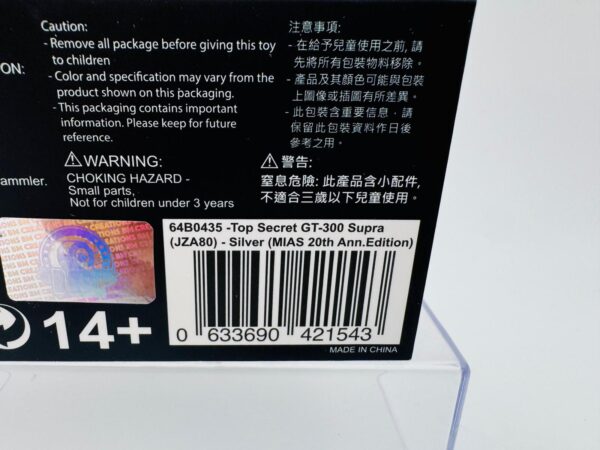 Caution:
- Remove all package before giving this toy
to children
- Color and specification may vary from the
product shown on this packaging.
- This packaging contains important
information. Please keep for future
reference.
注意事項:
- 在給予兒童使用之前, 請
先將所有包裝物料移除。
- 產品及其顏色可能與包裝
上圖像或插圖有所差異。
- 此包裝含重要信息﹐請
保留此包裝資料作日後
參考之用。
ON:
ammler.
⚠WARNING:
CHOKING HAZARD -
Small parts,
Not for children under 3 years
⚠警告:
窒息危險: 此產品含小配件,
不適合三歲以下兒童使用。
64B0435 -Top Secret GT-300 Supra
(JZA80) - Silver (MIAS 20th Ann.Edition)
0 633690 421543
14+
MADE IN CHINA